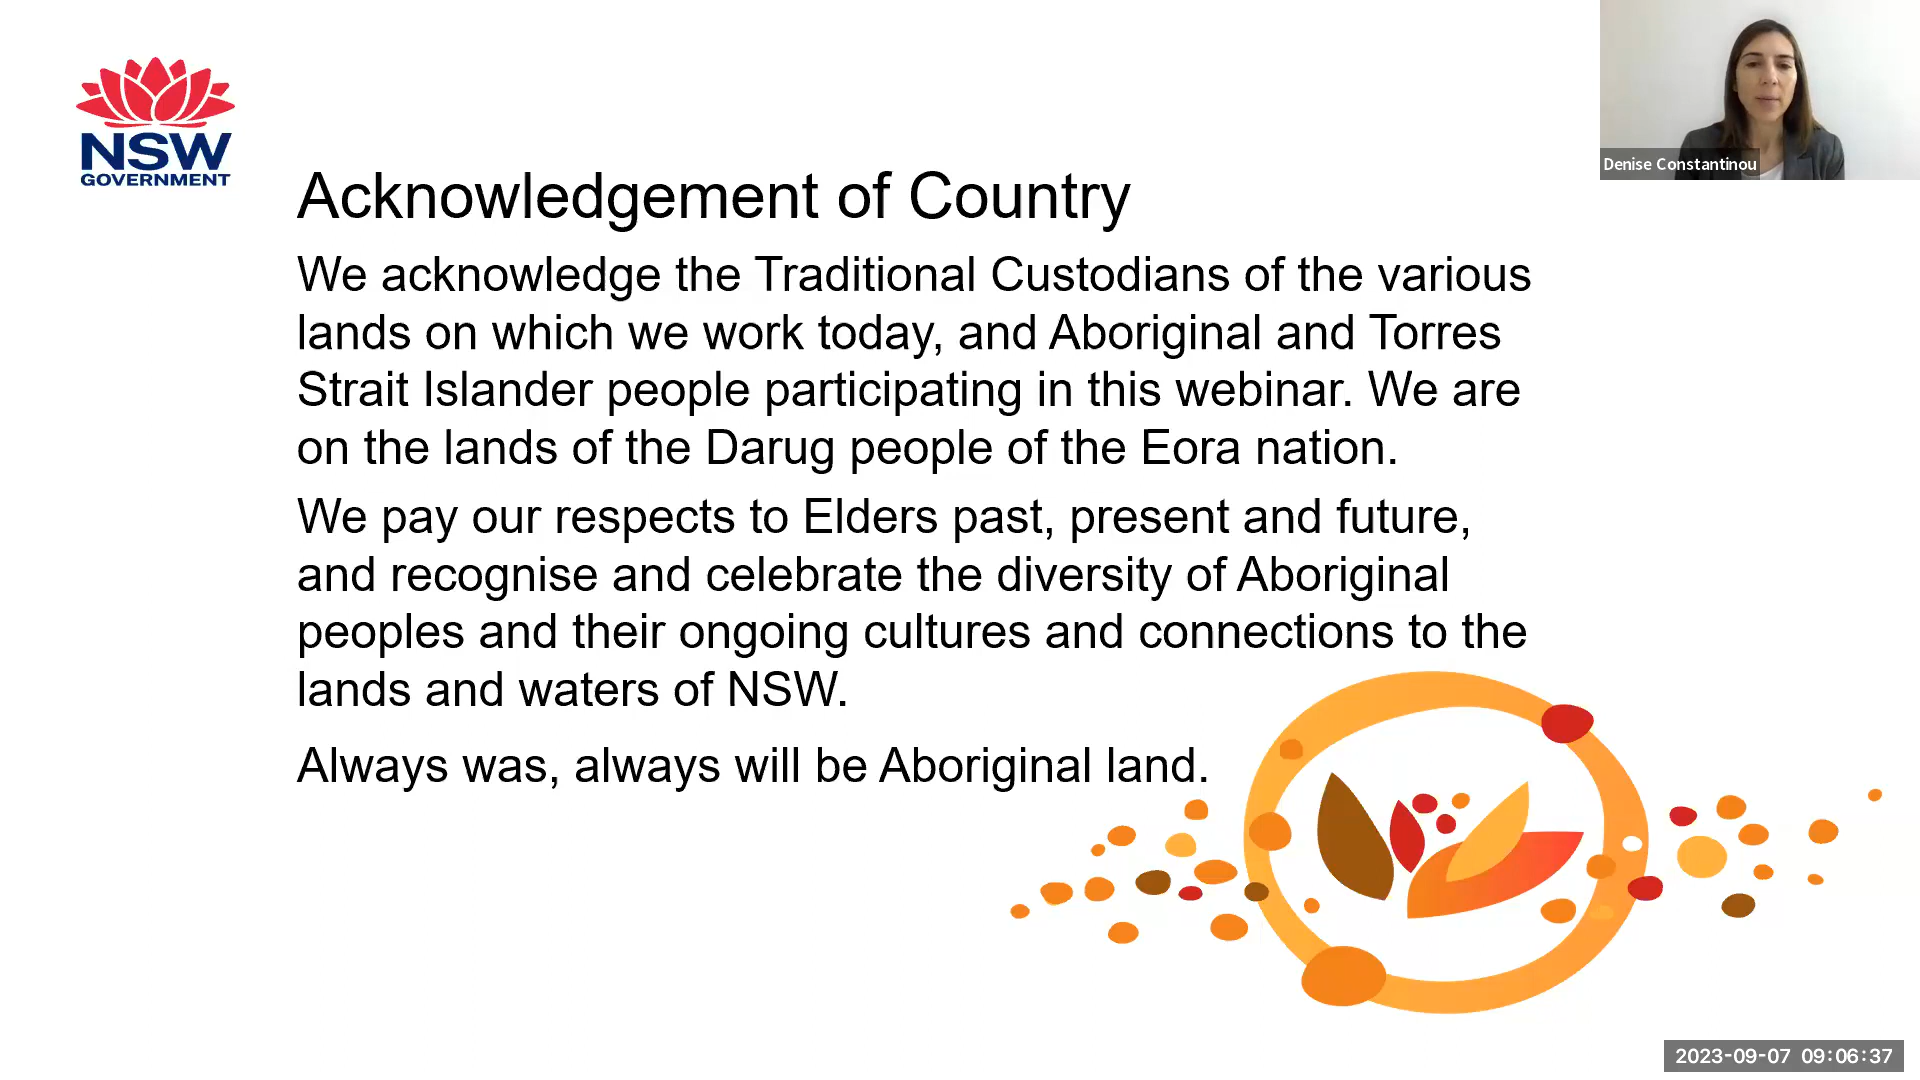 NSW
GOVERNMENT
Denise Constantinou
Acknowledgement of Country
We acknowledge the Traditional Custodians of the various
lands on which we work today, and Aboriginal and Torres
Strait Islander people participating in this webinar. We are
on the lands of the Darug people of the Eora nation.
We pay our respects to Elders past, present and future,
and recognise and celebrate the diversity of Aboriginal
peoples and their ongoing cultures and connections to the
lands and waters of NSW.
Always was, always will be Aboriginal land.
2023-09-07 09:06:37